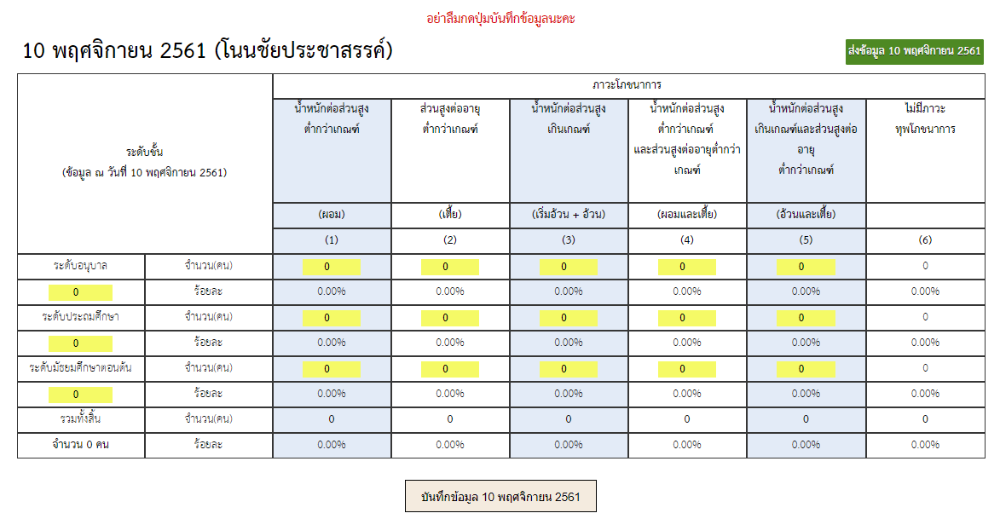 อย่าลืมกดปุ่มบันทึกข้อมูลนะคะ
10 พฤศจิกายน 2561 (โนนชัยประชาสรรค์)
ส่งข้อมูล 10 พฤศจิกายน 2561
ระดับชั้น
(ข้อมูล ณ วันที่ 10 พฤศจิกายน 2561)
ภาวะโภชนาการ
น้ำหนักต่อส่วนสูง
ต่ำกว่าเกณฑ์
ส่วนสูงต่ออายุ
ต่ำกว่าเกณฑ์
น้ำหนักต่อส่วนสูง
เกินเกณฑ์
น้ำหนักต่อส่วนสูง
ต่ำกว่าเกณฑ์
และส่วนสูงต่ออายุต่ำกว่า
เกณฑ์
น้ำหนักต่อส่วนสูง
เกินเกณฑ์และส่วนสูงต่อ
อายุ
ต่ำกว่าเกณฑ์
ไม่มีภาวะ
ทุพโภชนาการ
(ผอม) (เตี้ย) (เริ่มอ้วน + อ้วน) (ผอมและเตี้ย) (อ้วนและเตี้ย)
(1) (2) (3) (4) (5) (6)
ระดับอนุบาล จำนวน(คน) 0 0 0 0 0 0
0 ร้อยละ 0.00% 0.00% 0.00% 0.00% 0.00% 0.00%
ระดับประถมศึกษา จำนวน(คน) 0 0 0 0 0 0
0 ร้อยละ 0.00% 0.00% 0.00% 0.00% 0.00% 0.00%
ระดับมัธยมศึกษาตอนต้น จำนวน(คน) 0 0 0 0 0 0
0 ร้อยละ 0.00% 0.00% 0.00% 0.00% 0.00% 0.00%
รวมทั้งสิ้น จำนวน(คน) 0 0 0 0 0 0
จำนวน 0 คน ร้อยละ 0.00% 0.00% 0.00% 0.00% 0.00% 0.00%
บันทึกข้อมูล 10 พฤศจิกายน 2561